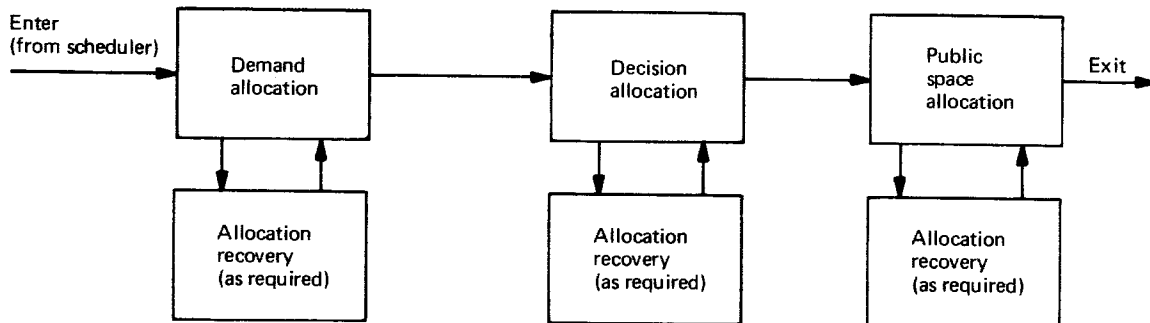 Enter
(from scheduler)
Demand
allocation
Decision
allocation
Public
space
allocation
Exit
Allocation
recovery
(as required)
Allocation
recovery
(as required)
Allocation
recovery
(as required)